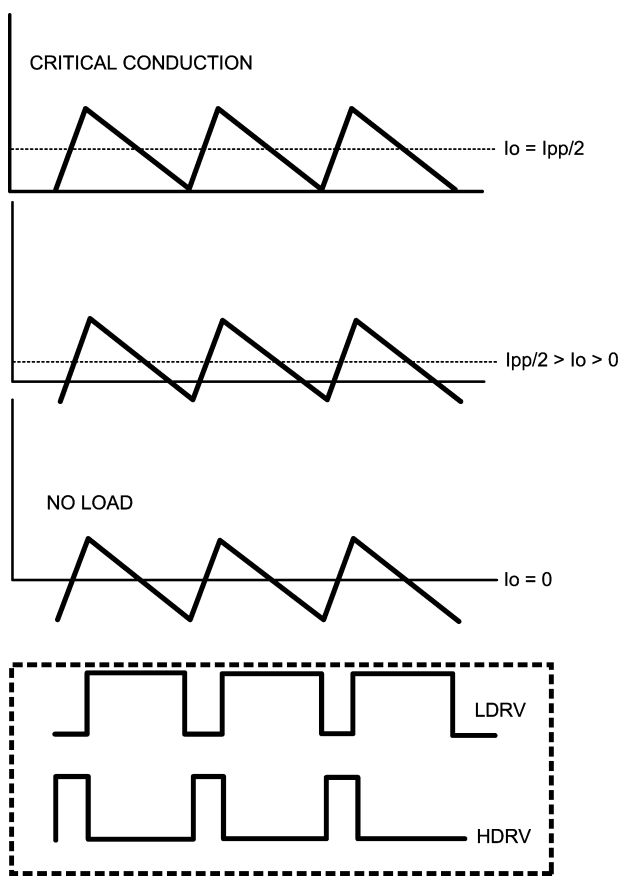 CRITICAL CONDUCTION
Io = Ipp/2
Ipp/2 > Io > 0
NO LOAD
Io = 0
LDRV
HDRV